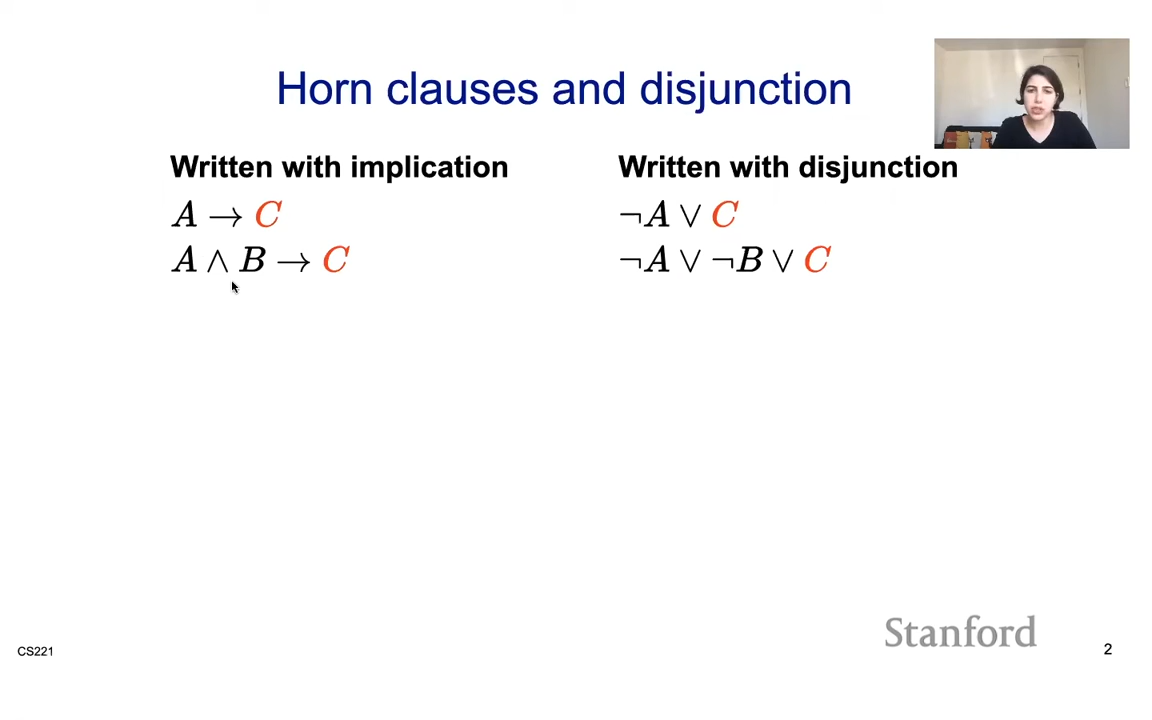 Horn clauses and disjunction
Written with implication
A → C
A ∧ B → C
Written with disjunction
¬A ∨ C
¬A ∨ ¬B ∨ C
Stanford
CS221
2